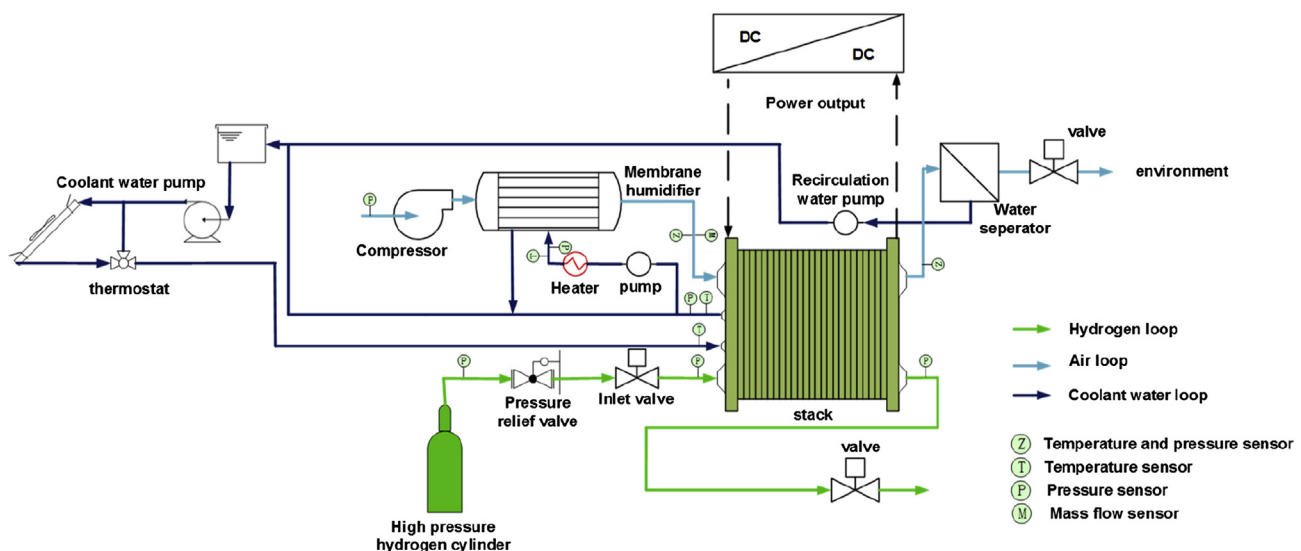 DC
DC
Power output
valve
environment
Coolant water pump
Membrane
humidifier
Recirculation
water pump
Water
seperator
P
Compressor
Z
M
P
T
Heater
pump
Z
thermostat
P
T
T
P
P
P
Pressure
relief valve
Inlet valve
stack
valve
High pressure
hydrogen cylinder
Hydrogen loop
Air loop
Coolant water loop
Z Temperature and pressure sensor
T Temperature sensor
P Pressure sensor
M Mass flow sensor